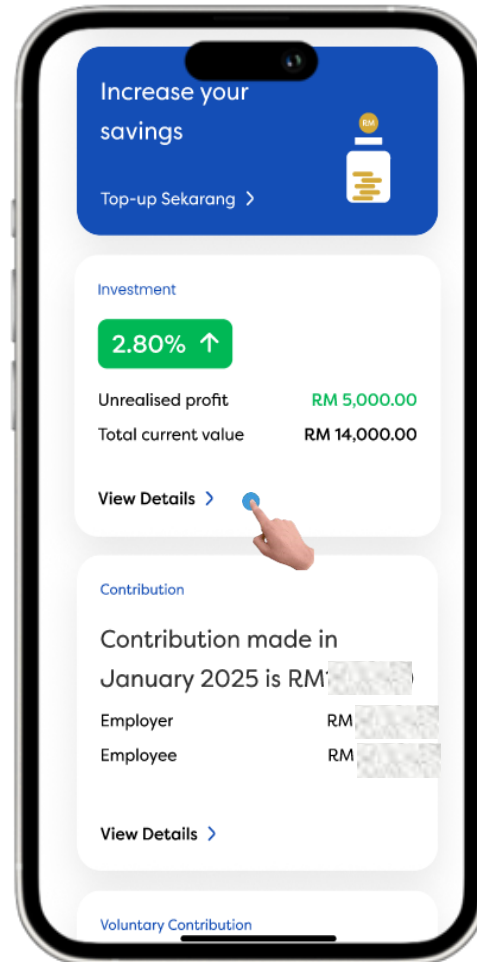 Increase your
savings
RM
Top-up Sekarang
Investment
2.80%
Unrealised profit RM 5,000.00
Total current value RM 14,000.00
View Details
Contribution
Contribution made in
January 2025 is RM
Employer RM
Employee RM
View Details
Voluntary Contribution